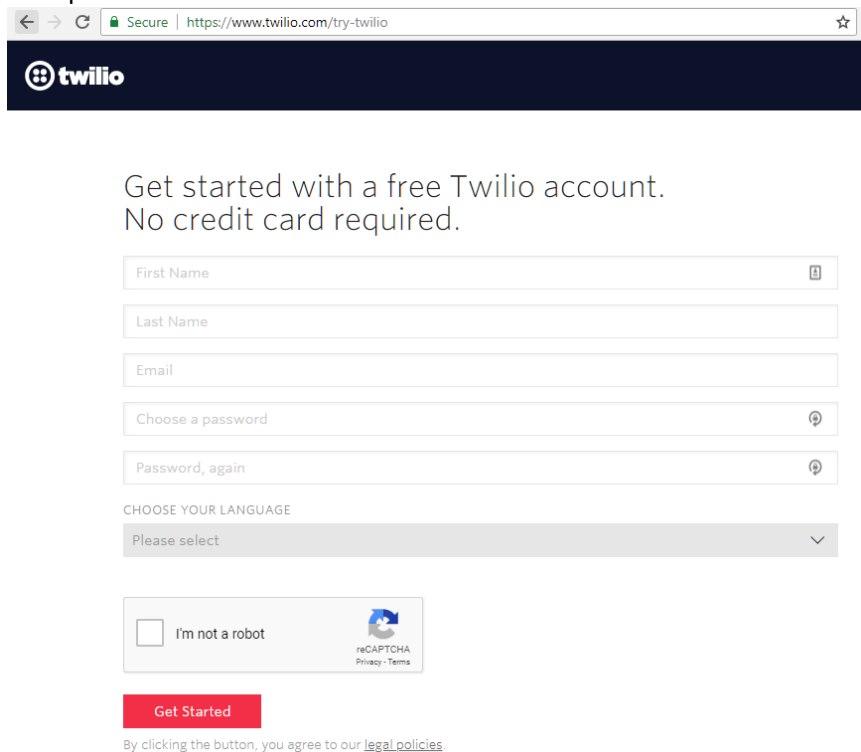 Secure | https://www.twilio.com/try-twilio
twilio
Get started with a free Twilio account.
No credit card required.
First Name
Last Name
Email
Choose a password
Password, again
CHOOSE YOUR LANGUAGE
Please select
I'm not a robot
reCAPTCHA
Privacy - Terms
Get Started
By clicking the button, you agree to our legal policies.